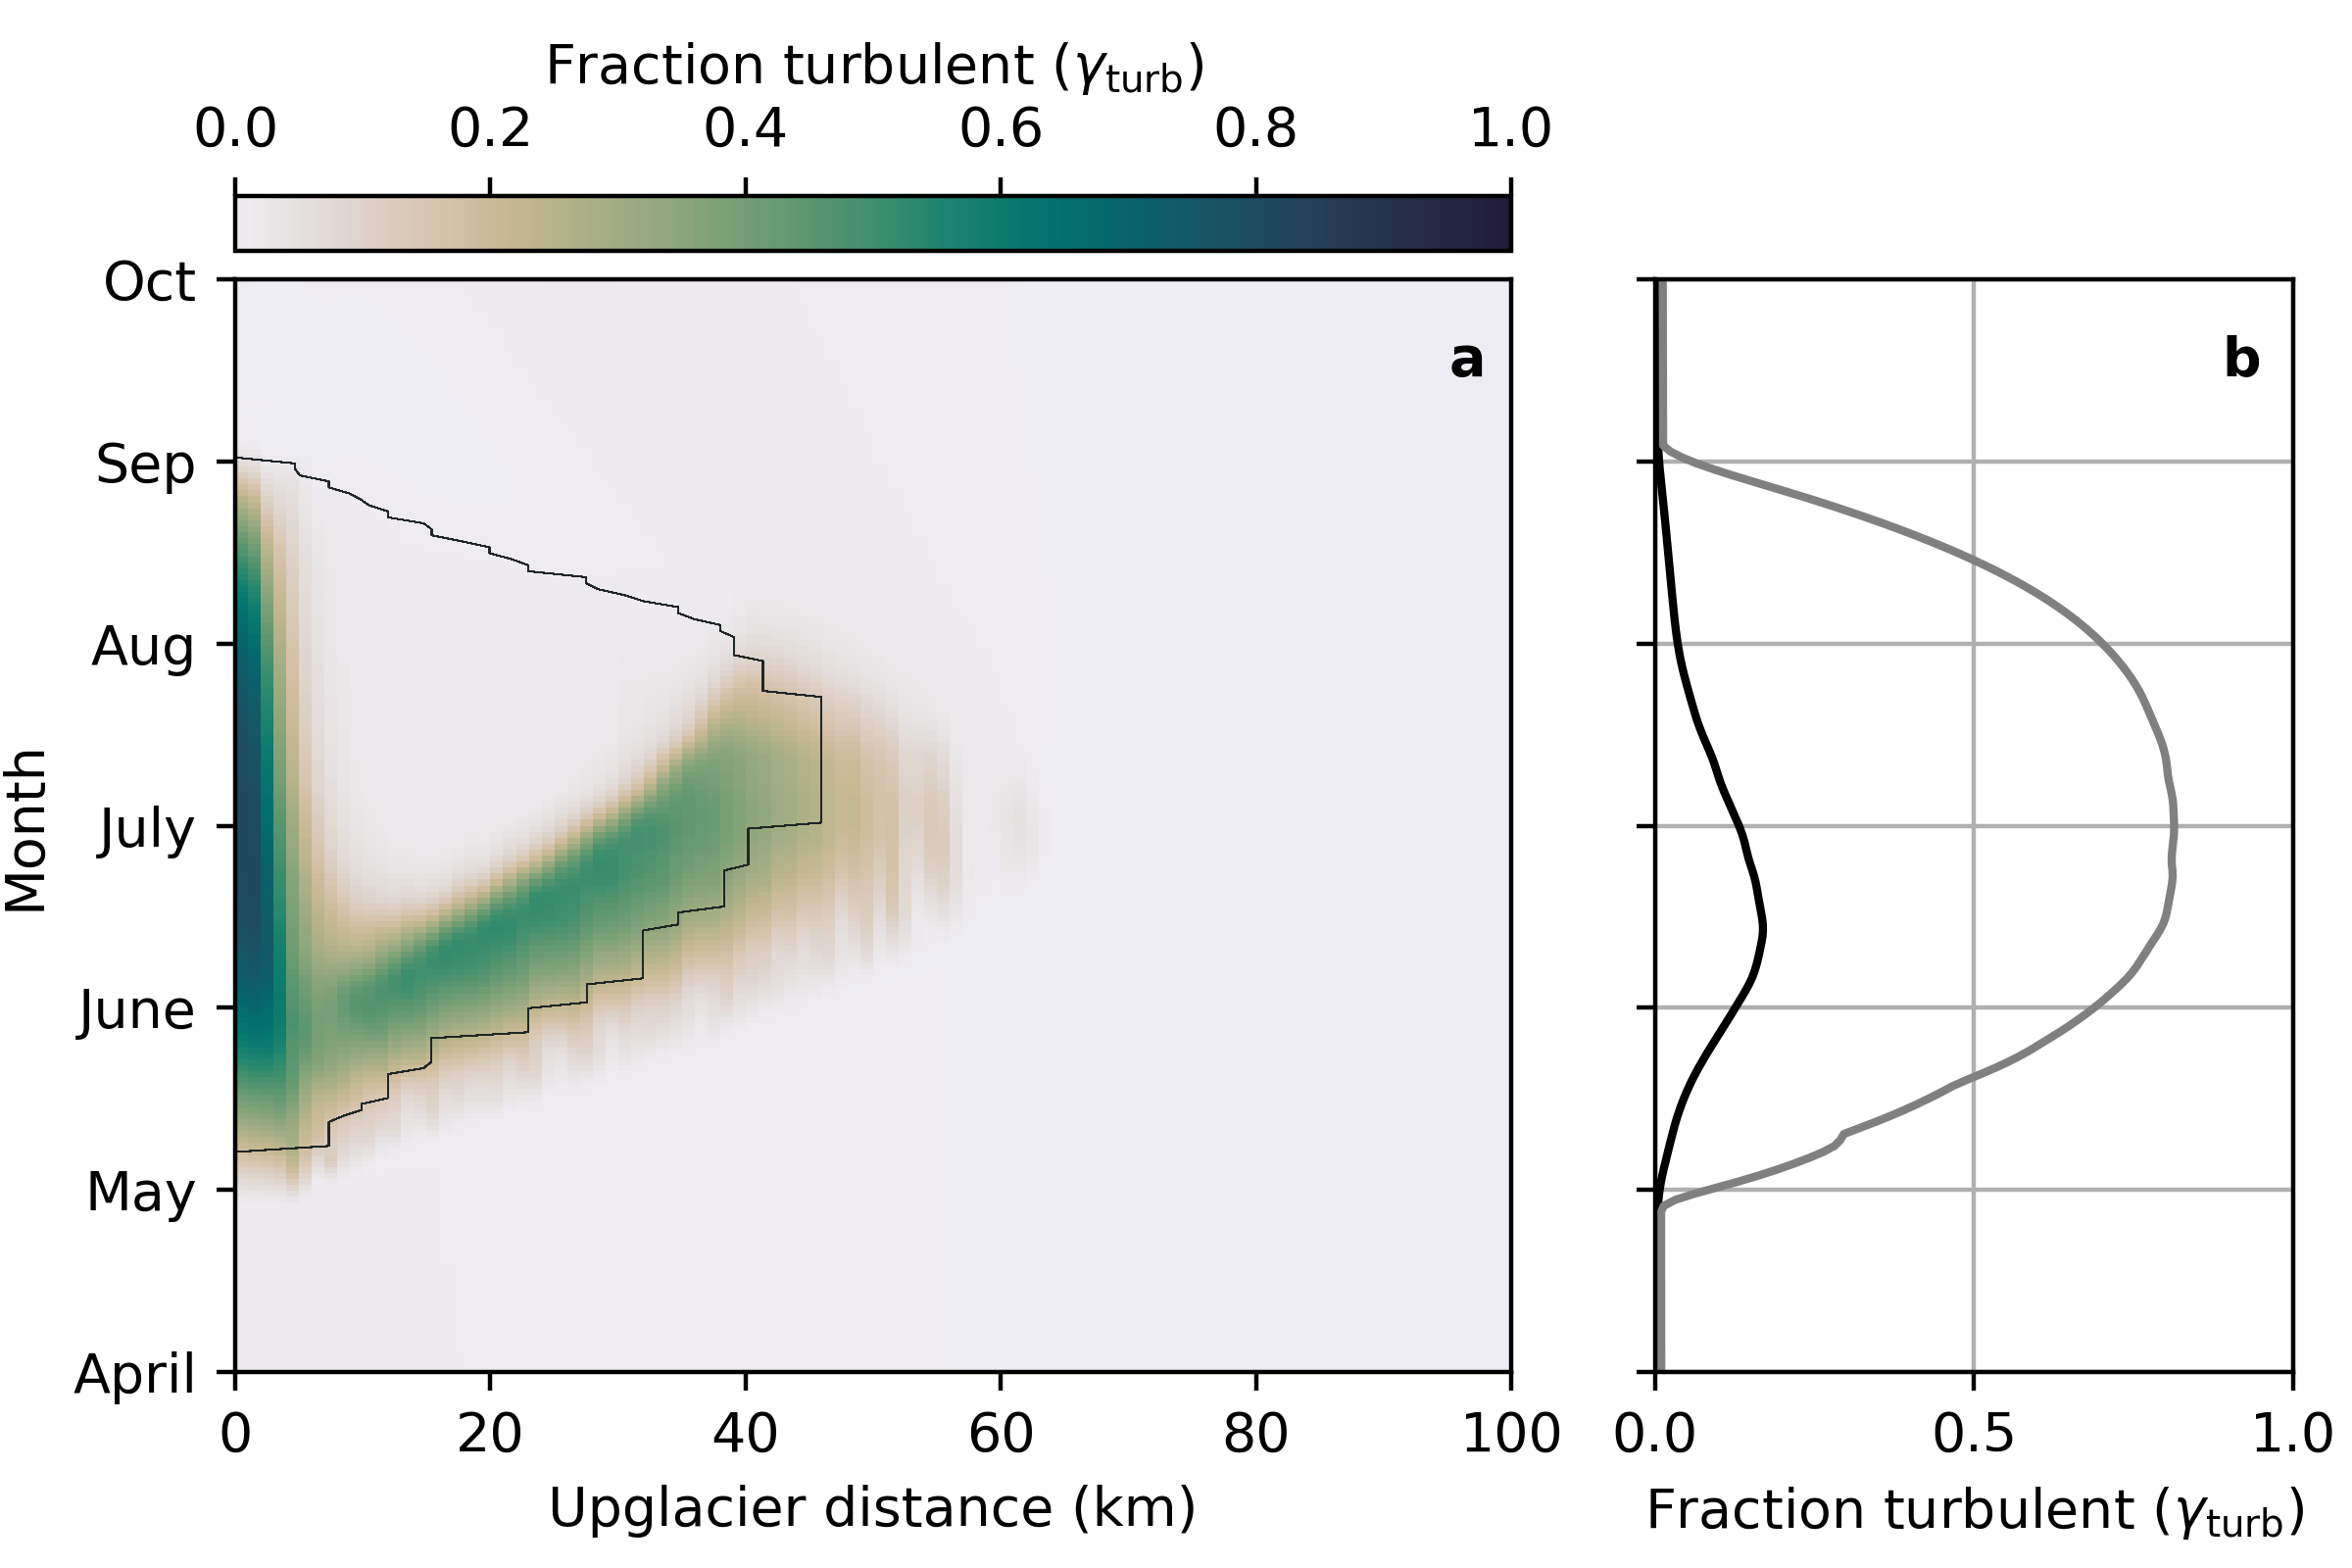 Fraction turbulent (γturb)
0.0 0.2 0.4 0.6 0.8 1.0
Oct
Sep
Aug
July
June
May
April
Month
a
b
0 20 40 60 80 100
0.0 0.5 1.0
Upglacier distance (km)
Fraction turbulent (γturb)